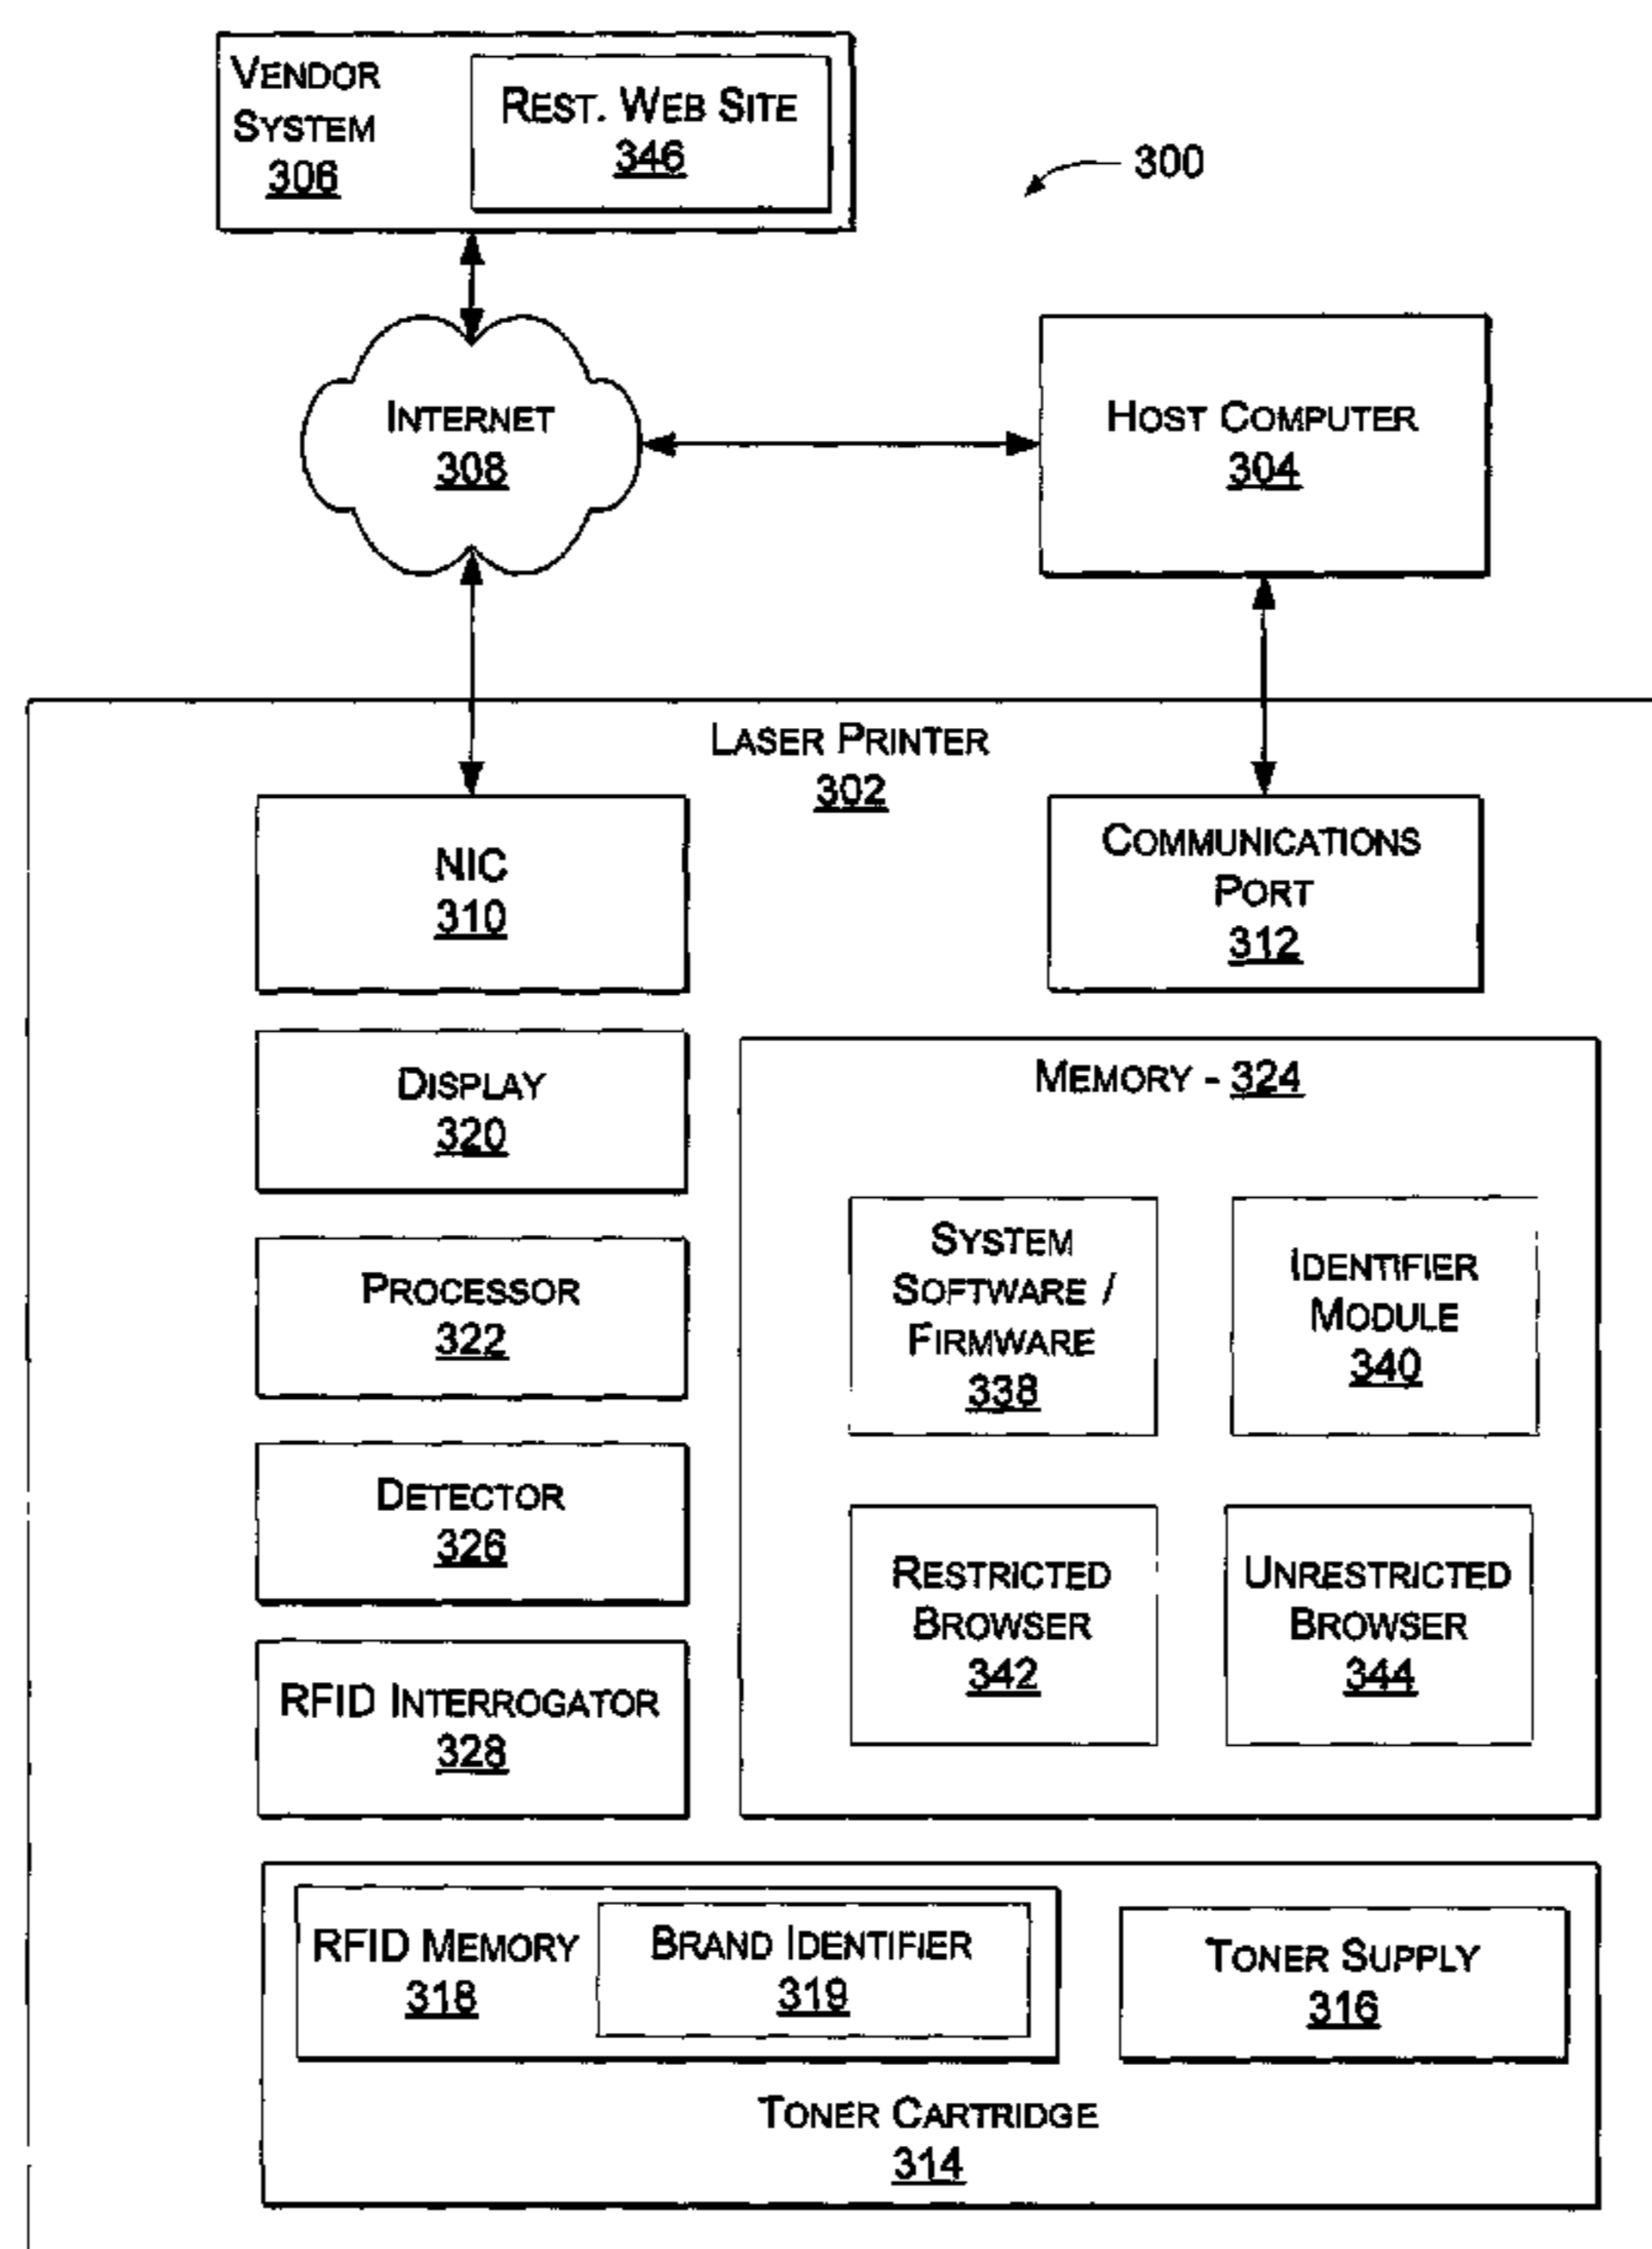 VENDOR
SYSTEM
306
REST. WEB SITE
346
300
INTERNET
308
HOST COMPUTER
304
LASER PRINTER
302
NIC
310
COMMUNICATIONS
PORT
312
DISPLAY
320
MEMORY - 324
PROCESSOR
322
SYSTEM
SOFTWARE /
FIRMWARE
338
IDENTIFIER
MODULE
340
DETECTOR
326
RESTRICTED
BROWSER
342
UNRESTRICTED
BROWSER
344
RFID INTERROGATOR
328
RFID MEMORY
318
BRAND IDENTIFIER
319
TONER SUPPLY
316
TONER CARTRIDGE
314